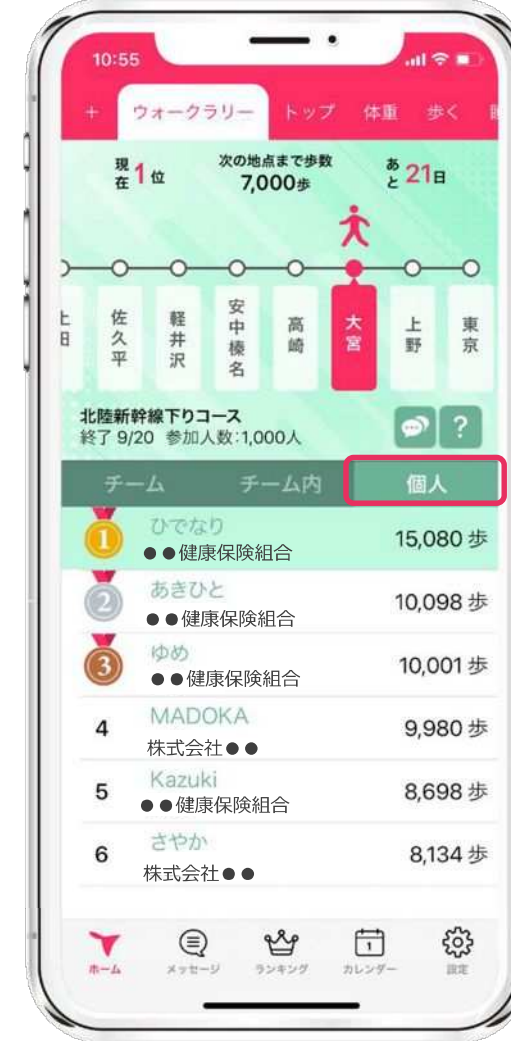 10:55
+ ウォークラリー トップ 体重 歩く
現在 1 位
次の地点まで歩数
7,000歩
あと 21日
佐久平
軽井沢
安中榛名
高崎
大宮
上野
東京
北陸新幹線下りコース
終了 9/20 参加人数:1,000人
?
チーム チーム内 個人
1 ひでなり 15,080 歩
●●健康保険組合
2 あきひと 10,098 歩
●●健康保険組合
3 ゆめ 10,001 歩
●●健康保険組合
4 MADOKA 9,980 歩
株式会社●●
5 Kazuki 8,698 歩
●●健康保険組合
6 さやか 8,134 歩
株式会社●●
1
ホーム メッセージ ランキング カレンダー 設定